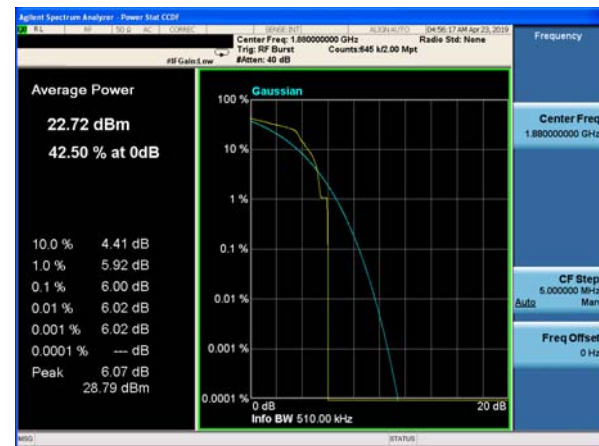 Agilent Spectrum Analyzer - Power Stat CCDF
RL RF 50 Ω AC CORREC SENSE:INT ALIGN AUTO 04:56:17 AM Apr 23, 2019
Center Freq: 1.880000000 GHz Radio Std: None
Trig: RF Burst Counts:645 k/2.00 Mpt
#IFGain:Low #Atten: 40 dB
Frequency
Average Power
22.72 dBm
42.50 % at 0dB
10.0 % 4.41 dB
1.0 % 5.92 dB
0.1 % 6.00 dB
0.01 % 6.02 dB
0.001 % 6.02 dB
0.0001 % --- dB
Peak 6.07 dB
28.79 dBm
Gaussian
100 %
10 %
1 %
0.1 %
0.01 %
0.001 %
0.0001 %
0 dB 20 dB
Info BW 510.00 kHz
Center Freq
1.880000000 GHz
CF Step
5.000000 MHz
Auto Man
Freq Offset
0 Hz
MSG STATUS